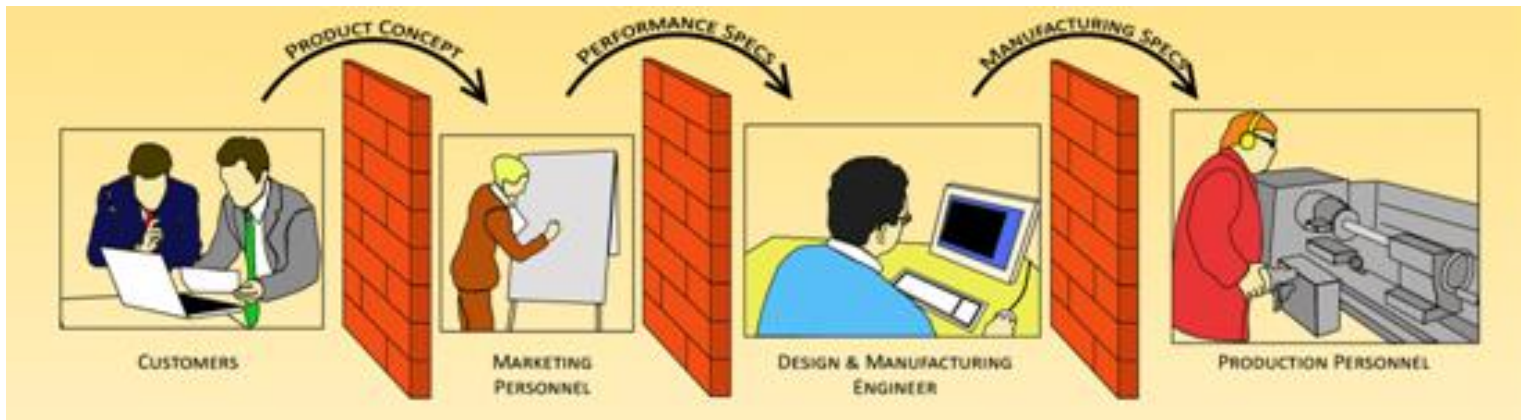 PRODUCT CONCEPT
PERFORMANCE SPECS
MANUFACTURING SPECS
CUSTOMERS
MARKETING
PERSONNEL
DESIGN & MANUFACTURING
ENGINEER
PRODUCTION PERSONNEL